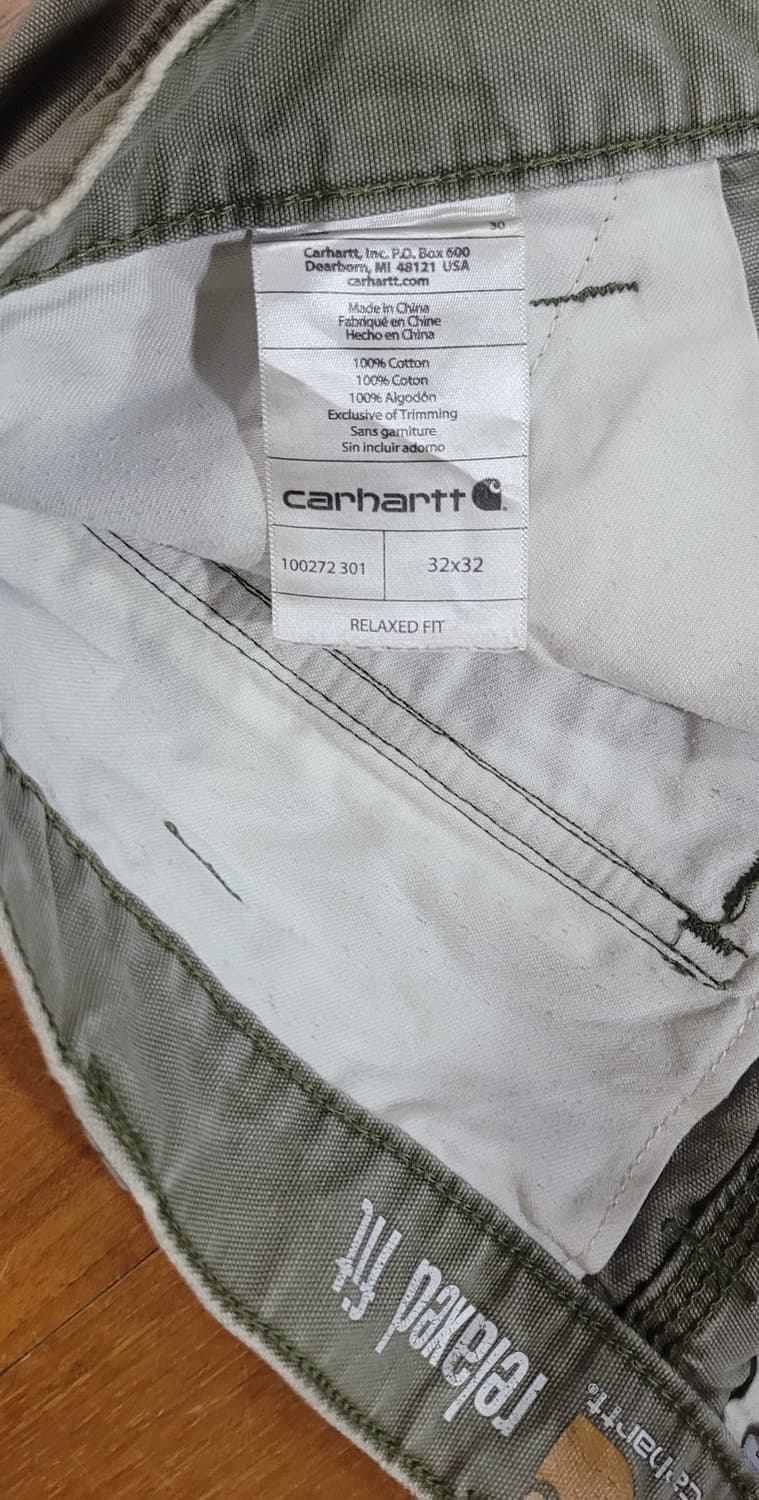 30
Carhartt, Inc. P.O. Box 600
Dearborn, MI 48121 USA
carhartt.com
Made in China
Fabriqué en Chine
Hecho en China
100% Cotton
100% Coton
100% Algodón
Exclusive of Trimming
Sans garniture
Sin incluir adorno
carhartt
100272 301
32x32
RELAXED FIT
relaxed fit
carhartt®